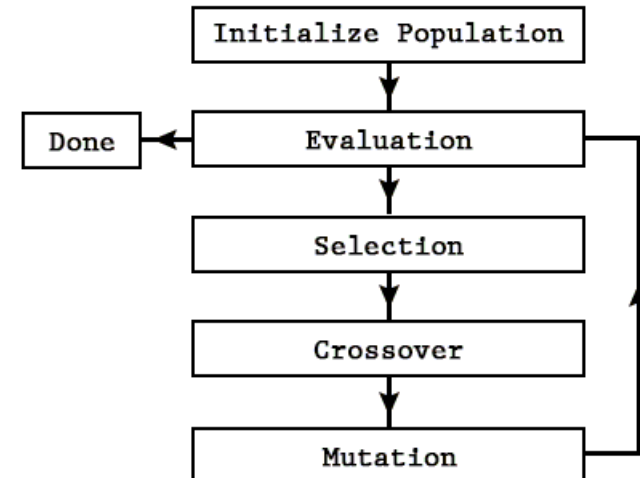 Initialize Population
Done
Evaluation
Selection
Crossover
Mutation